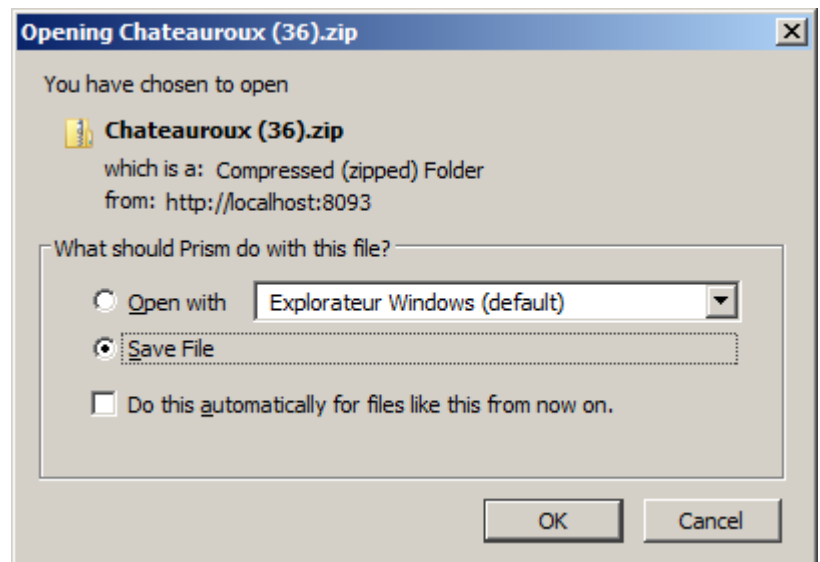 Opening Chateauroux (36).zip
You have chosen to open
Chateauroux (36).zip
which is a: Compressed (zipped) Folder
from: http://localhost:8093
What should Prism do with this file?
Open with Explorateur Windows (default)
Save File
Do this automatically for files like this from now on.
OK Cancel